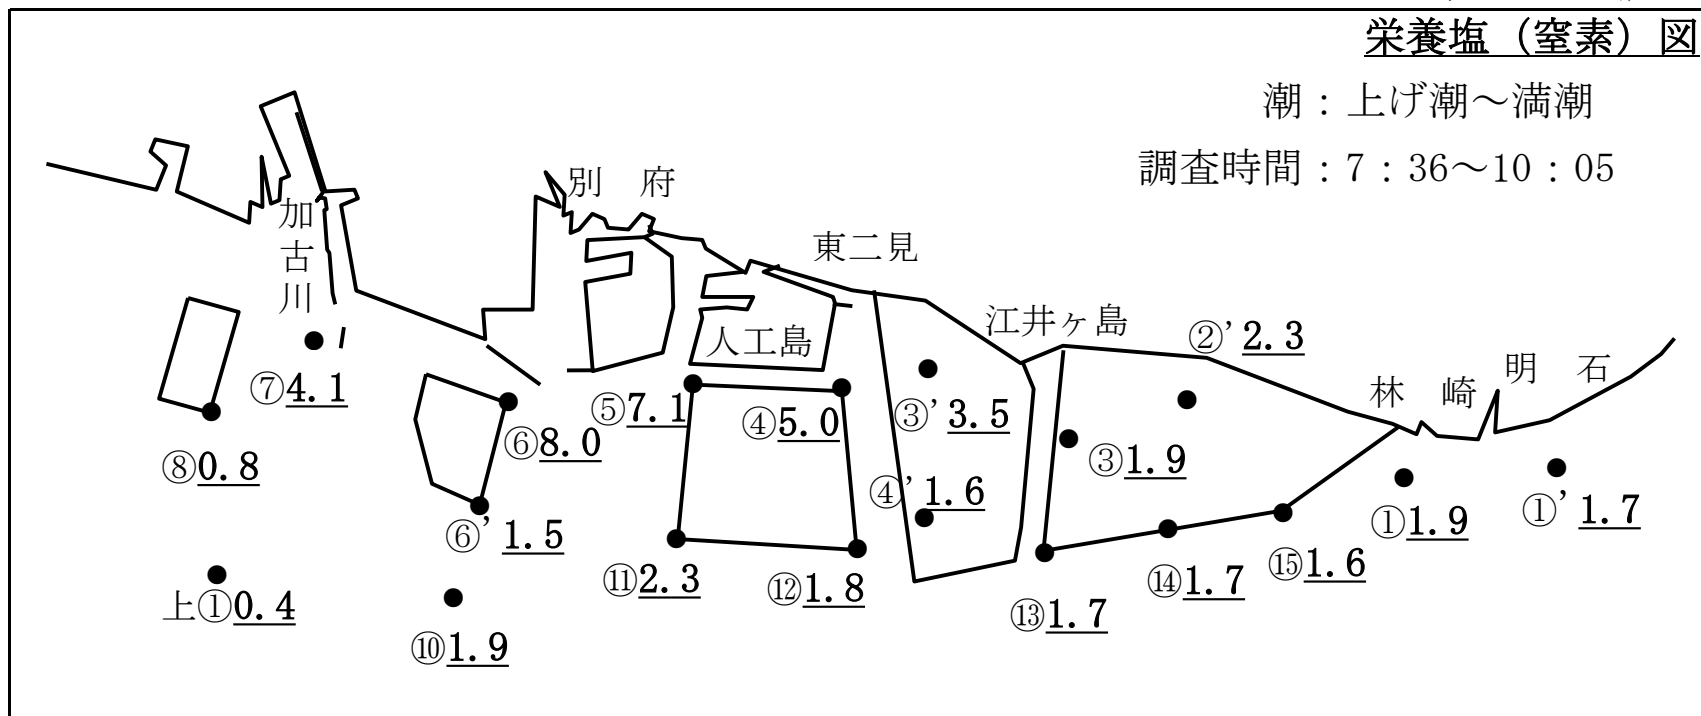 栄養塩（窒素）図
潮：上げ潮～満潮
調査時間：7：36～10：05
別 府
加古川
東二見
江井ヶ島
人工島
林 崎
明 石
②' 2.3
⑦4.1
⑤7.1
④5.0
③' 3.5
⑥8.0
③1.9
⑧0.8
④' 1.6
⑥' 1.5
①1.9
①' 1.7
⑪2.3
⑫1.8
⑭1.7
⑮1.6
上①0.4
⑬1.7
⑩1.9